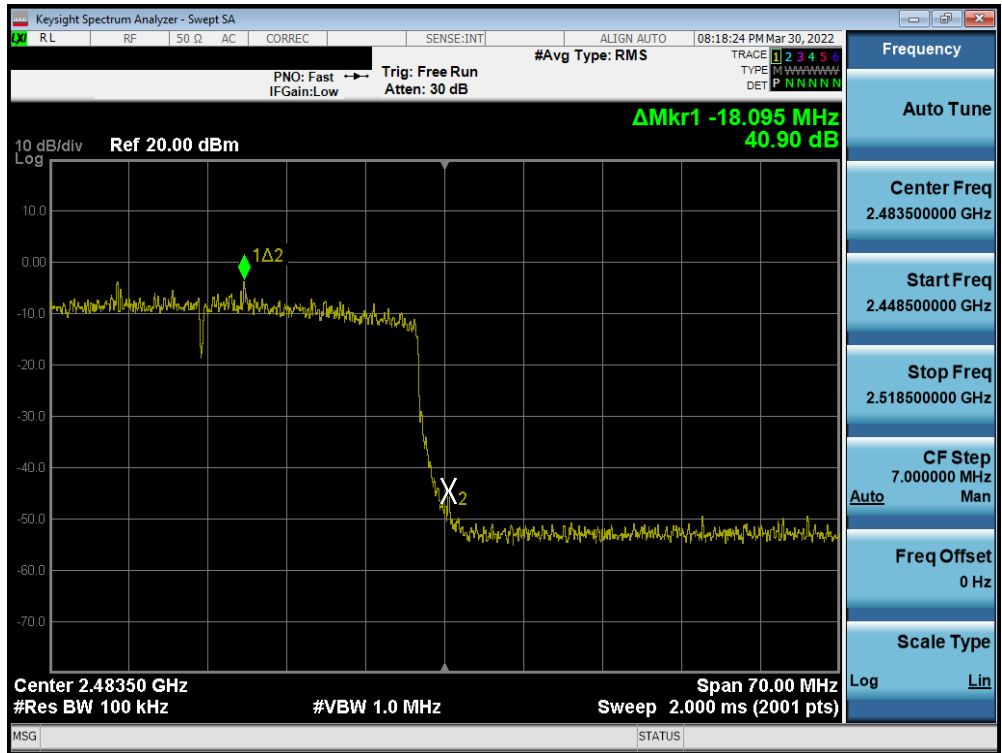 Keysight Spectrum Analyzer - Swept SA
LXI RL RF 50 Ω AC CORREC SENSE:INT ALIGN AUTO 08:18:24 PM Mar 30, 2022
#Avg Type: RMS TRACE 1 2 3 4 5 6
PNO: Fast Trig: Free Run TYPE M WWWWW
IFGain:Low Atten: 30 dB DET P N N N N N
ΔMkr1 -18.095 MHz
40.90 dB
10 dB/div Ref 20.00 dBm
Log
10.0
0.00
-10.0
-20.0
-30.0
-40.0
-50.0
-60.0
-70.0
1Δ2
X2
Center 2.48350 GHz Span 70.00 MHz
#Res BW 100 kHz #VBW 1.0 MHz Sweep 2.000 ms (2001 pts)
MSG STATUS
Frequency
Auto Tune
Center Freq
2.483500000 GHz
Start Freq
2.448500000 GHz
Stop Freq
2.518500000 GHz
CF Step
7.000000 MHz
Auto Man
Freq Offset
0 Hz
Scale Type
Log Lin